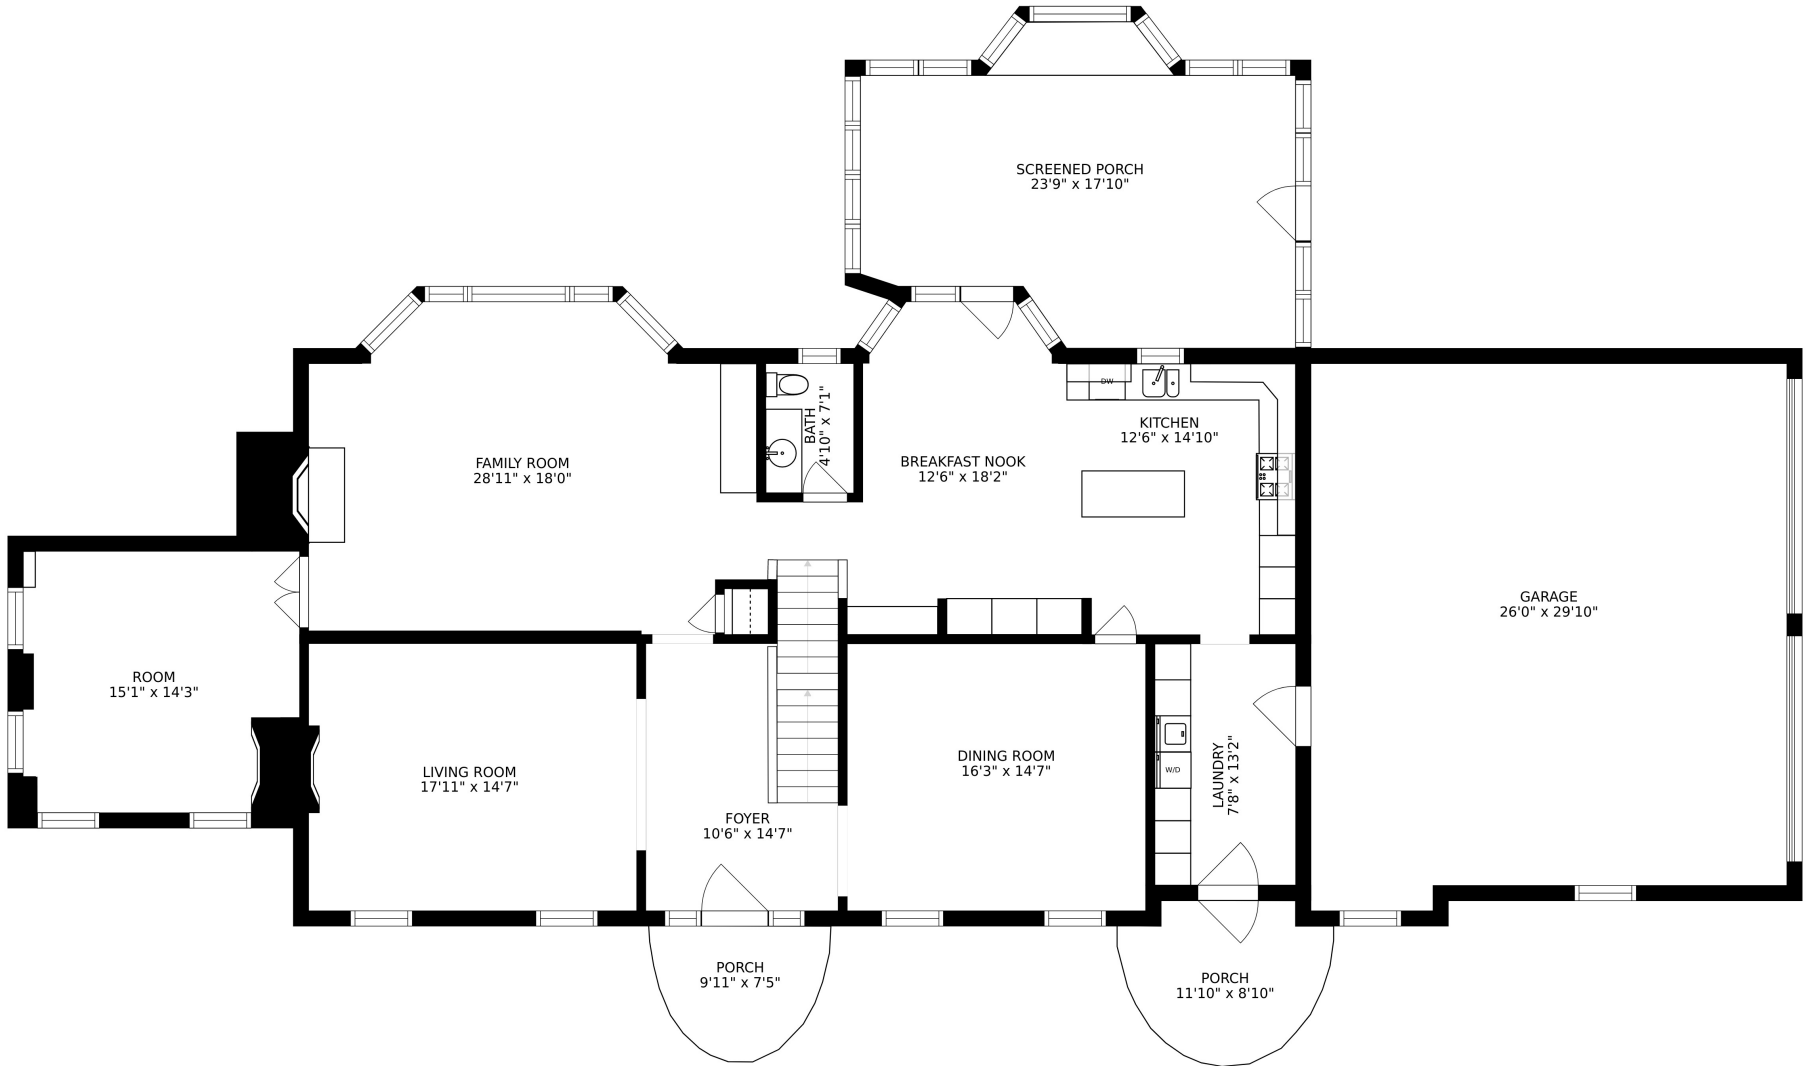 SCREENED PORCH
23'9" x 17'10"
DW
KITCHEN
12'6" x 14'10"
BATH
4'10" x 7'1"
BREAKFAST NOOK
12'6" x 18'2"
FAMILY ROOM
28'11" x 18'0"
GARAGE
26'0" x 29'10"
ROOM
15'1" x 14'3"
LIVING ROOM
17'11" x 14'7"
DINING ROOM
16'3" x 14'7"
W/D
LAUNDRY
7'8" x 13'2"
FOYER
10'6" x 14'7"
PORCH
9'11" x 7'5"
PORCH
11'10" x 8'10"